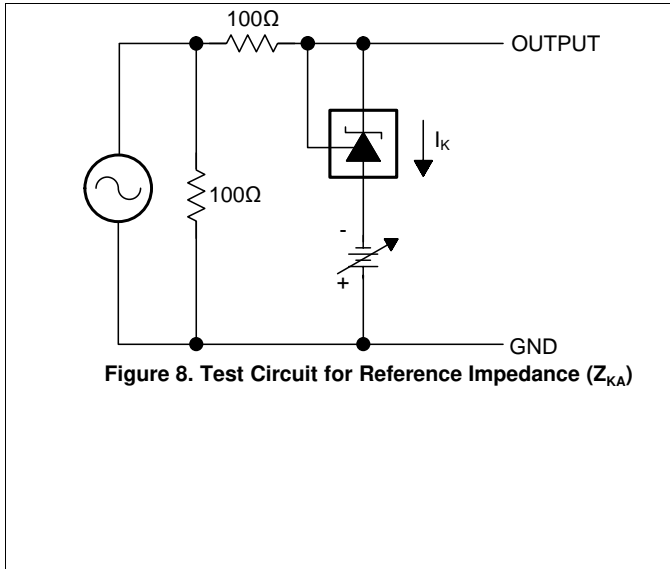 100Ω
OUTPUT
I_K
100Ω
-
+
GND
Figure 8. Test Circuit for Reference Impedance (Z_KA)